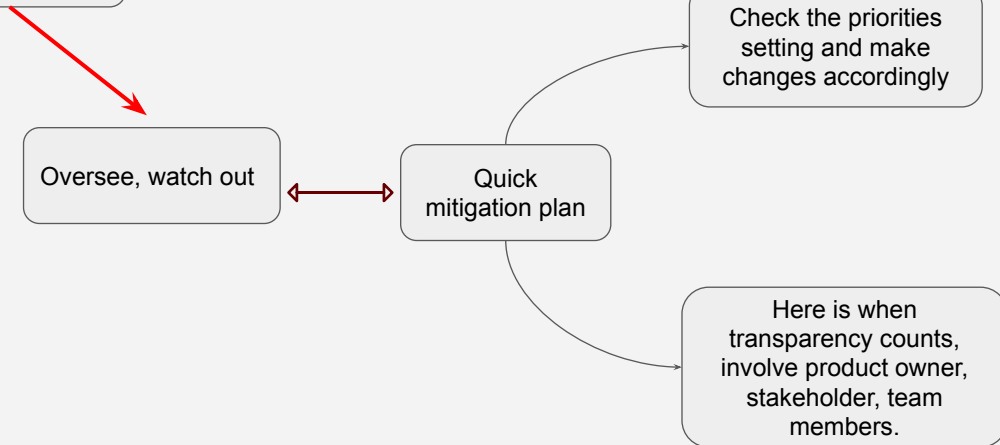 Check the priorities
setting and make
changes accordingly
Oversee, watch out
Quick
mitigation plan
Here is when
transparency counts,
involve product owner,
stakeholder, team
members.